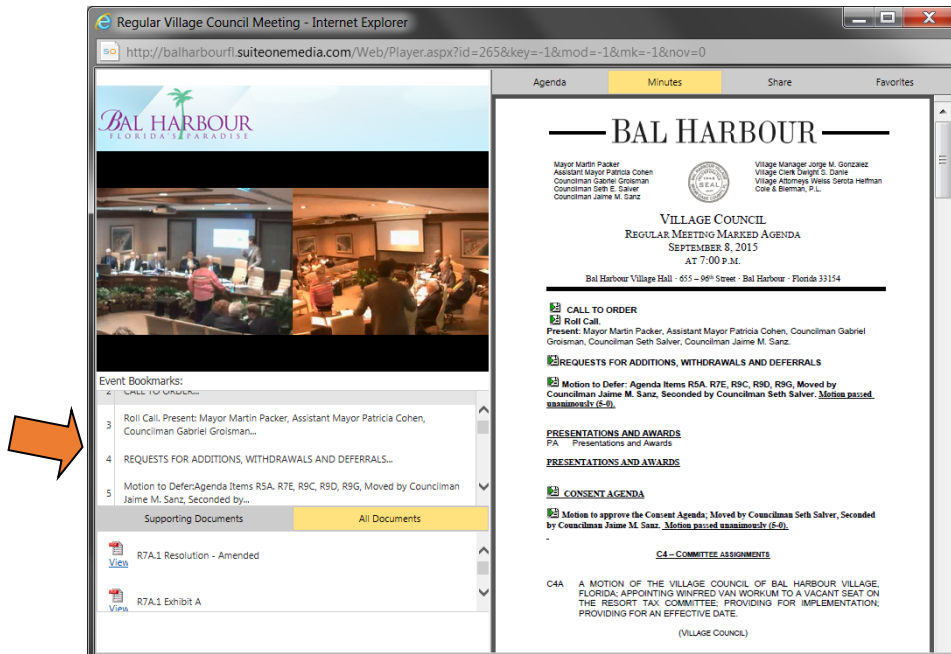 Regular Village Council Meeting - Internet Explorer
so http://balharbourfl.suiteonemedia.com/Web/Player.aspx?id=265&key=-1&mod=-1&mk=-1&nov=0
BAL HARBOUR
FLORIDA'S PARADISE
Event Bookmarks:
2 CALL TO ORDER...
3 Roll Call. Present: Mayor Martin Packer, Assistant Mayor Patricia Cohen,
Councilman Gabriel Groisman...
4 REQUESTS FOR ADDITIONS, WITHDRAWALS AND DEFERRALS...
5 Motion to Defer:Agenda Items R5A. R7E, R9C, R9D, R9G, Moved by Councilman
Jaime M. Sanz, Seconded by...
Supporting Documents All Documents
View R7A.1 Resolution - Amended
View R7A.1 Exhibit A
Agenda Minutes Share Favorites
BAL HARBOUR
Mayor Martin Packer
Assistant Mayor Patricia Cohen
Councilman Gabriel Groisman
Councilman Seth E. Salver
Councilman Jaime M. Sanz
SEAL
Village Manager Jorge M. Gonzalez
Village Clerk Dwight S. Danie
Village Attorneys Weiss Serota Helfman
Cole & Bierman, P.L.
VILLAGE COUNCIL
REGULAR MEETING MARKED AGENDA
SEPTEMBER 8, 2015
AT 7:00 P.M.
Bal Harbour Village Hall · 655 – 96th Street · Bal Harbour · Florida 33154
CALL TO ORDER
Roll Call.
Present: Mayor Martin Packer, Assistant Mayor Patricia Cohen, Councilman Gabriel
Groisman, Councilman Seth Salver, Councilman Jaime M. Sanz.
REQUESTS FOR ADDITIONS, WITHDRAWALS AND DEFERRALS
Motion to Defer: Agenda Items R5A. R7E, R9C, R9D, R9G, Moved by
Councilman Jaime M. Sanz, Seconded by Councilman Seth Salver. Motion passed
unanimously (5-0).
PRESENTATIONS AND AWARDS
PA Presentations and Awards
PRESENTATIONS AND AWARDS
CONSENT AGENDA
Motion to approve the Consent Agenda; Moved by Councilman Seth Salver, Seconded
by Councilman Jaime M. Sanz. Motion passed unanimously (5-0).
C4 – COMMITTEE ASSIGNMENTS
C4A A MOTION OF THE VILLAGE COUNCIL OF BAL HARBOUR VILLAGE,
FLORIDA; APPOINTING WINFRED VAN WORKUM TO A VACANT SEAT ON
THE RESORT TAX COMMITTEE; PROVIDING FOR IMPLEMENTATION;
PROVIDING FOR AN EFFECTIVE DATE.
(VILLAGE COUNCIL)